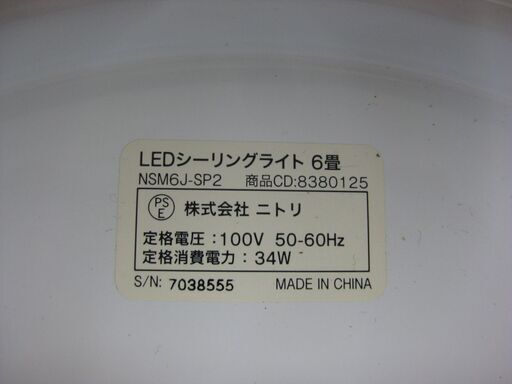 LEDシーリングライト 6畳
NSM6J-SP2 商品CD:8380125
PSE 株式会社 ニトリ
定格電圧:100V 50-60Hz
定格消費電力:34W
S/N: 7038555 MADE IN CHINA